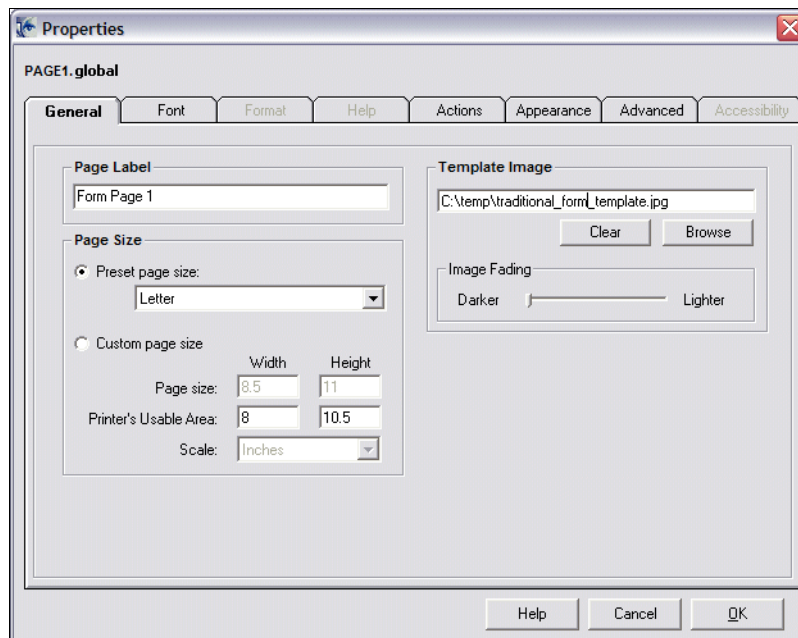 Properties
PAGE1.global
General Font Format Help Actions Appearance Advanced Accessibility
Page Label
Form Page 1
Page Size
Preset page size:
Letter
Custom page size
Width Height
Page size: 8.5 11
Printer's Usable Area: 8 10.5
Scale: Inches
Template Image
C:\temp\traditional_form_template.jpg
Clear Browse
Image Fading
Darker Lighter
Help Cancel OK